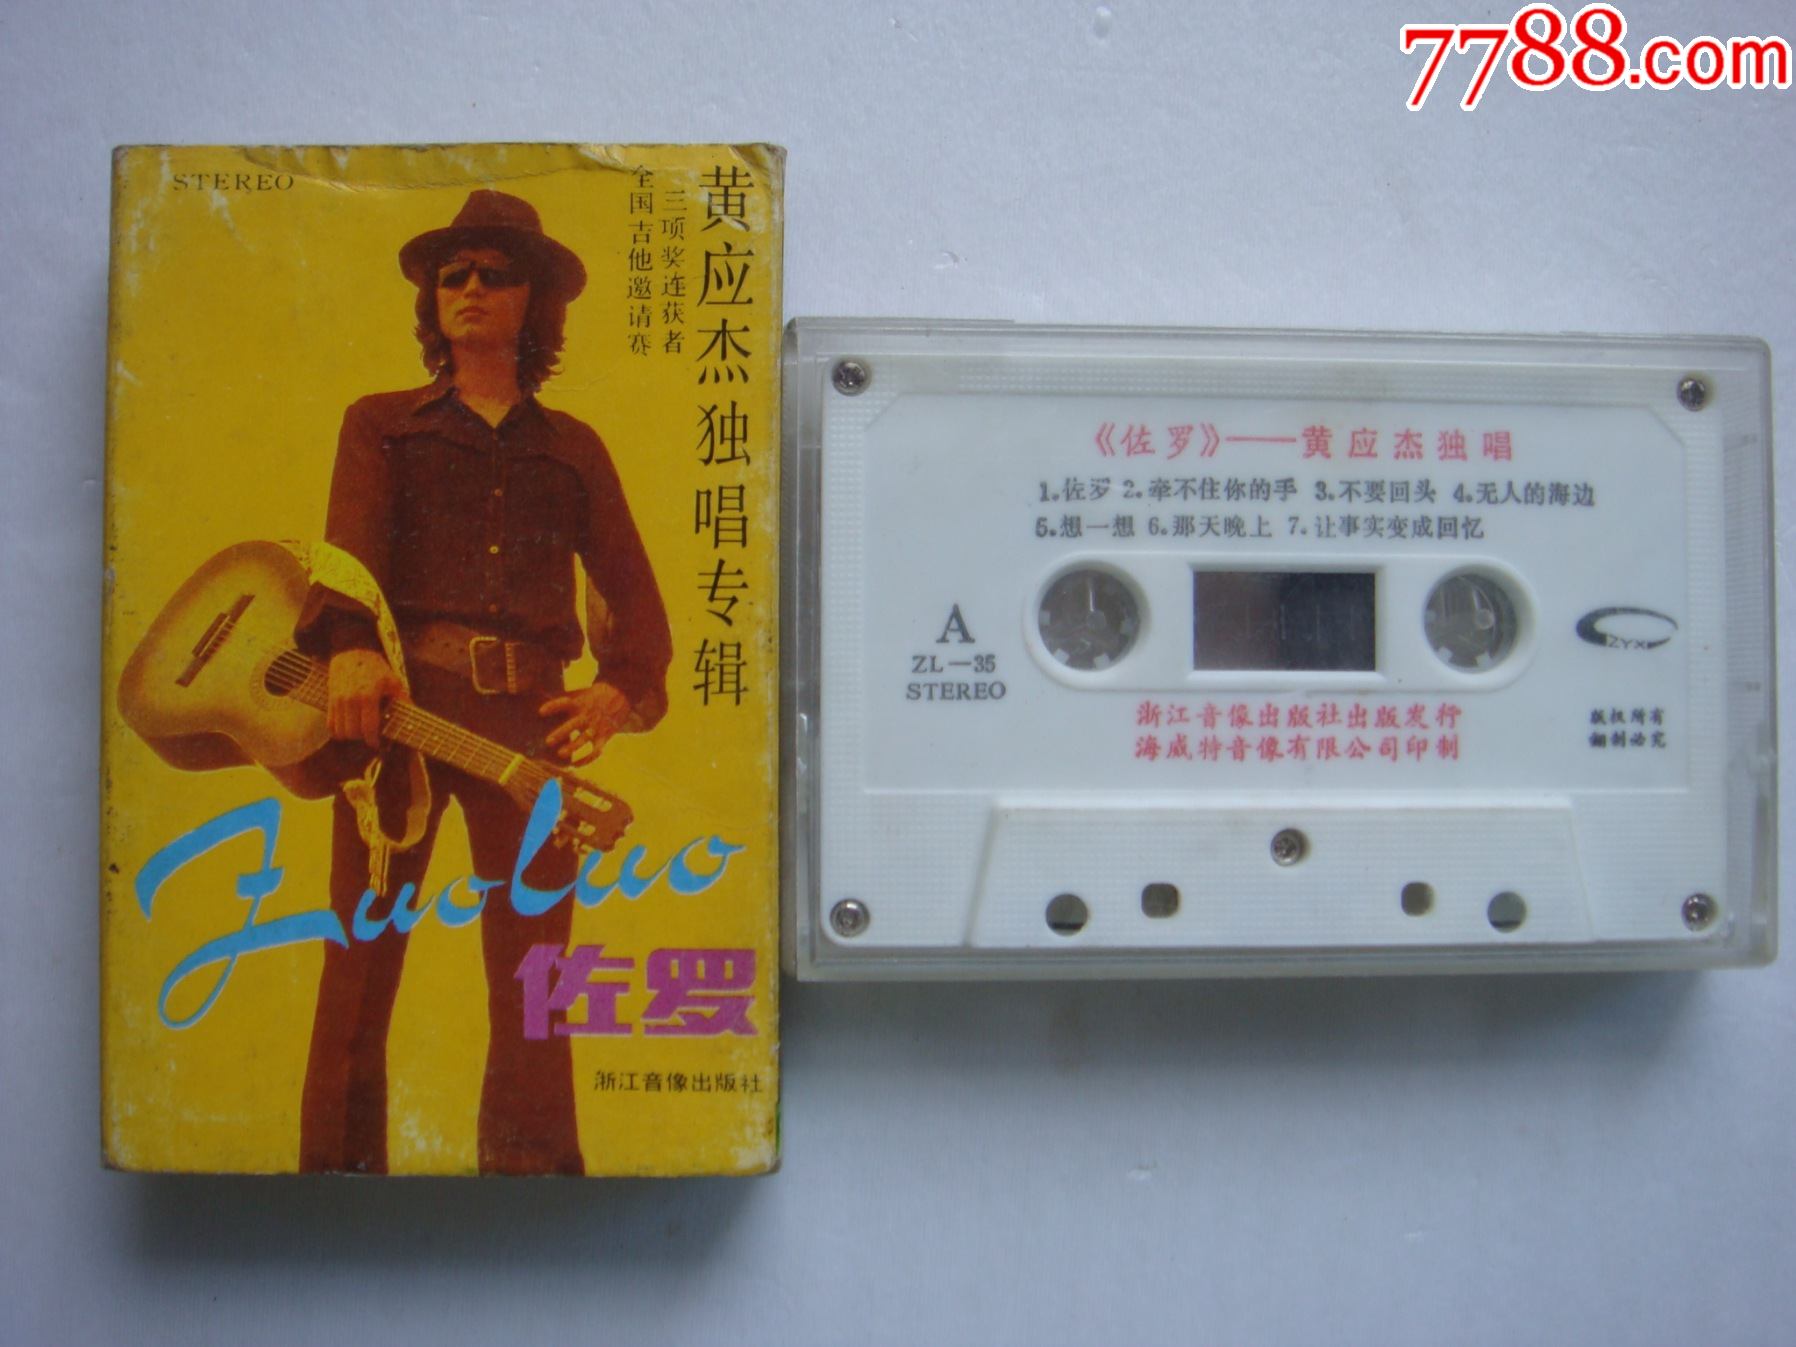 7788.com
STEREO
黄应杰独唱专辑
三项奖连获者
全国吉他邀请赛
Zuoluo
佐罗
浙江音像出版社
《佐罗》——黄应杰独唱
1.佐罗 2.牵不住你的手 3.不要回头 4.无人的海边
5.想一想 6.那天晚上 7.让事实变成回忆
A
ZL—35
STEREO
ZYX
浙江音像出版社出版发行
海威特音像有限公司印制
版权所有
翻制必究